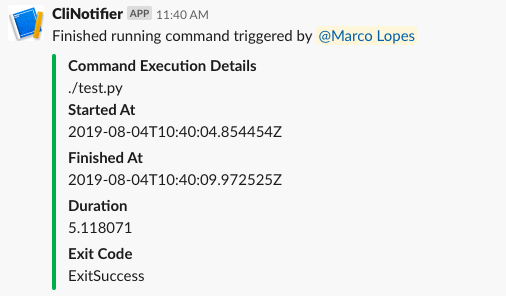 CliNotifier APP 11:40 AM
Finished running command triggered by @Marco Lopes
Command Execution Details
./test.py
Started At
2019-08-04T10:40:04.854454Z
Finished At
2019-08-04T10:40:09.972525Z
Duration
5.118071
Exit Code
ExitSuccess